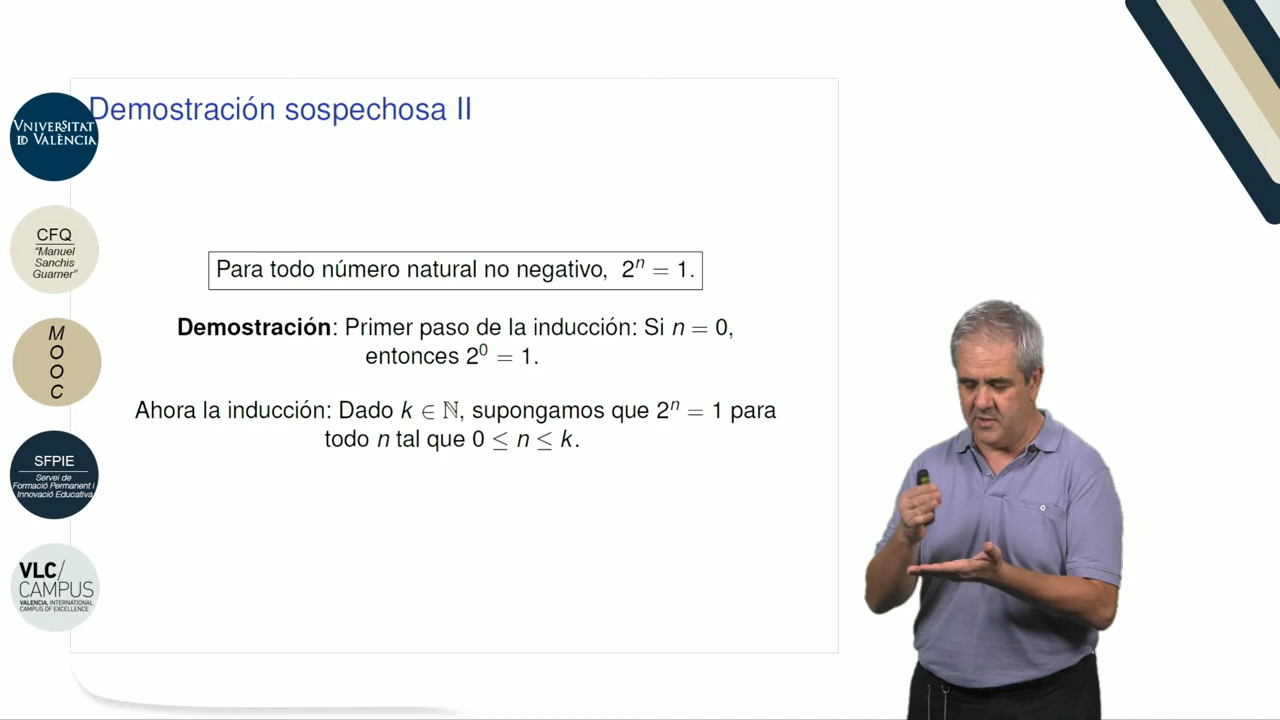 Demostración sospechosa II
VNIVERSITAT
ID VALÈNCIA
CFQ
"Manuel
Sanchis
Guarner"
M
O
O
C
SFPIE
Servei de
Formació Permanent i
Innovació Educativa
VLC/
CAMPUS
VALENCIA, INTERNATIONAL
CAMPUS OF EXCELLENCE
Para todo número natural no negativo, 2ⁿ = 1.
Demostración: Primer paso de la inducción: Si n = 0,
entonces 2⁰ = 1.
Ahora la inducción: Dado k ∈ ℕ, supongamos que 2ⁿ = 1 para
todo n tal que 0 ≤ n ≤ k.